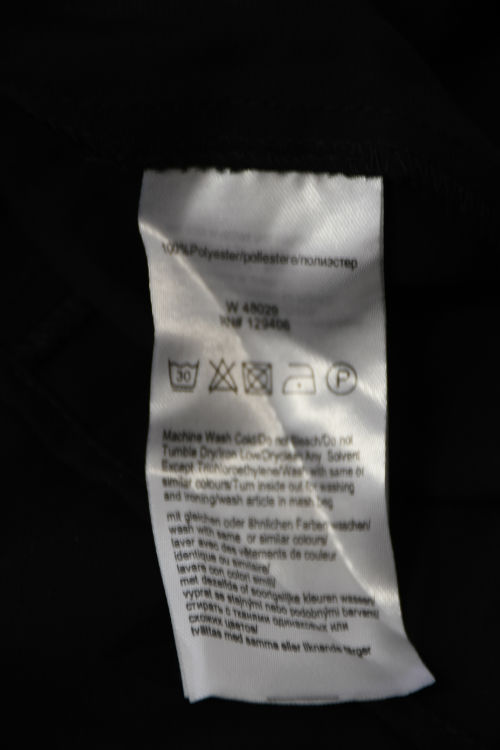 100%Polyester/poliestere/полиэстер
W 48029
RN# 129406
30
P
Machine Wash Cold/Do not Bleach/Do not
Tumble Dry/Iron Low/Dryclean Any Solvent
Except Trichloroethylene/Wash with same or
similar colours/Turn inside out for washing
and ironing/wash article in mesh bag
mit gleichen oder ähnlichen Farben waschen/
wash with same or similar colours/
laver avec des vêtements de couleur
identique ou similaire/
lavare con colori simili/
met dezelfde of soortgelijke kleuren wassen/
vyprat se stejnými nebo podobnými barvami/
стирать с тканями одинаковых или
схожих цветов/
tvättas med samma eller liknande färger